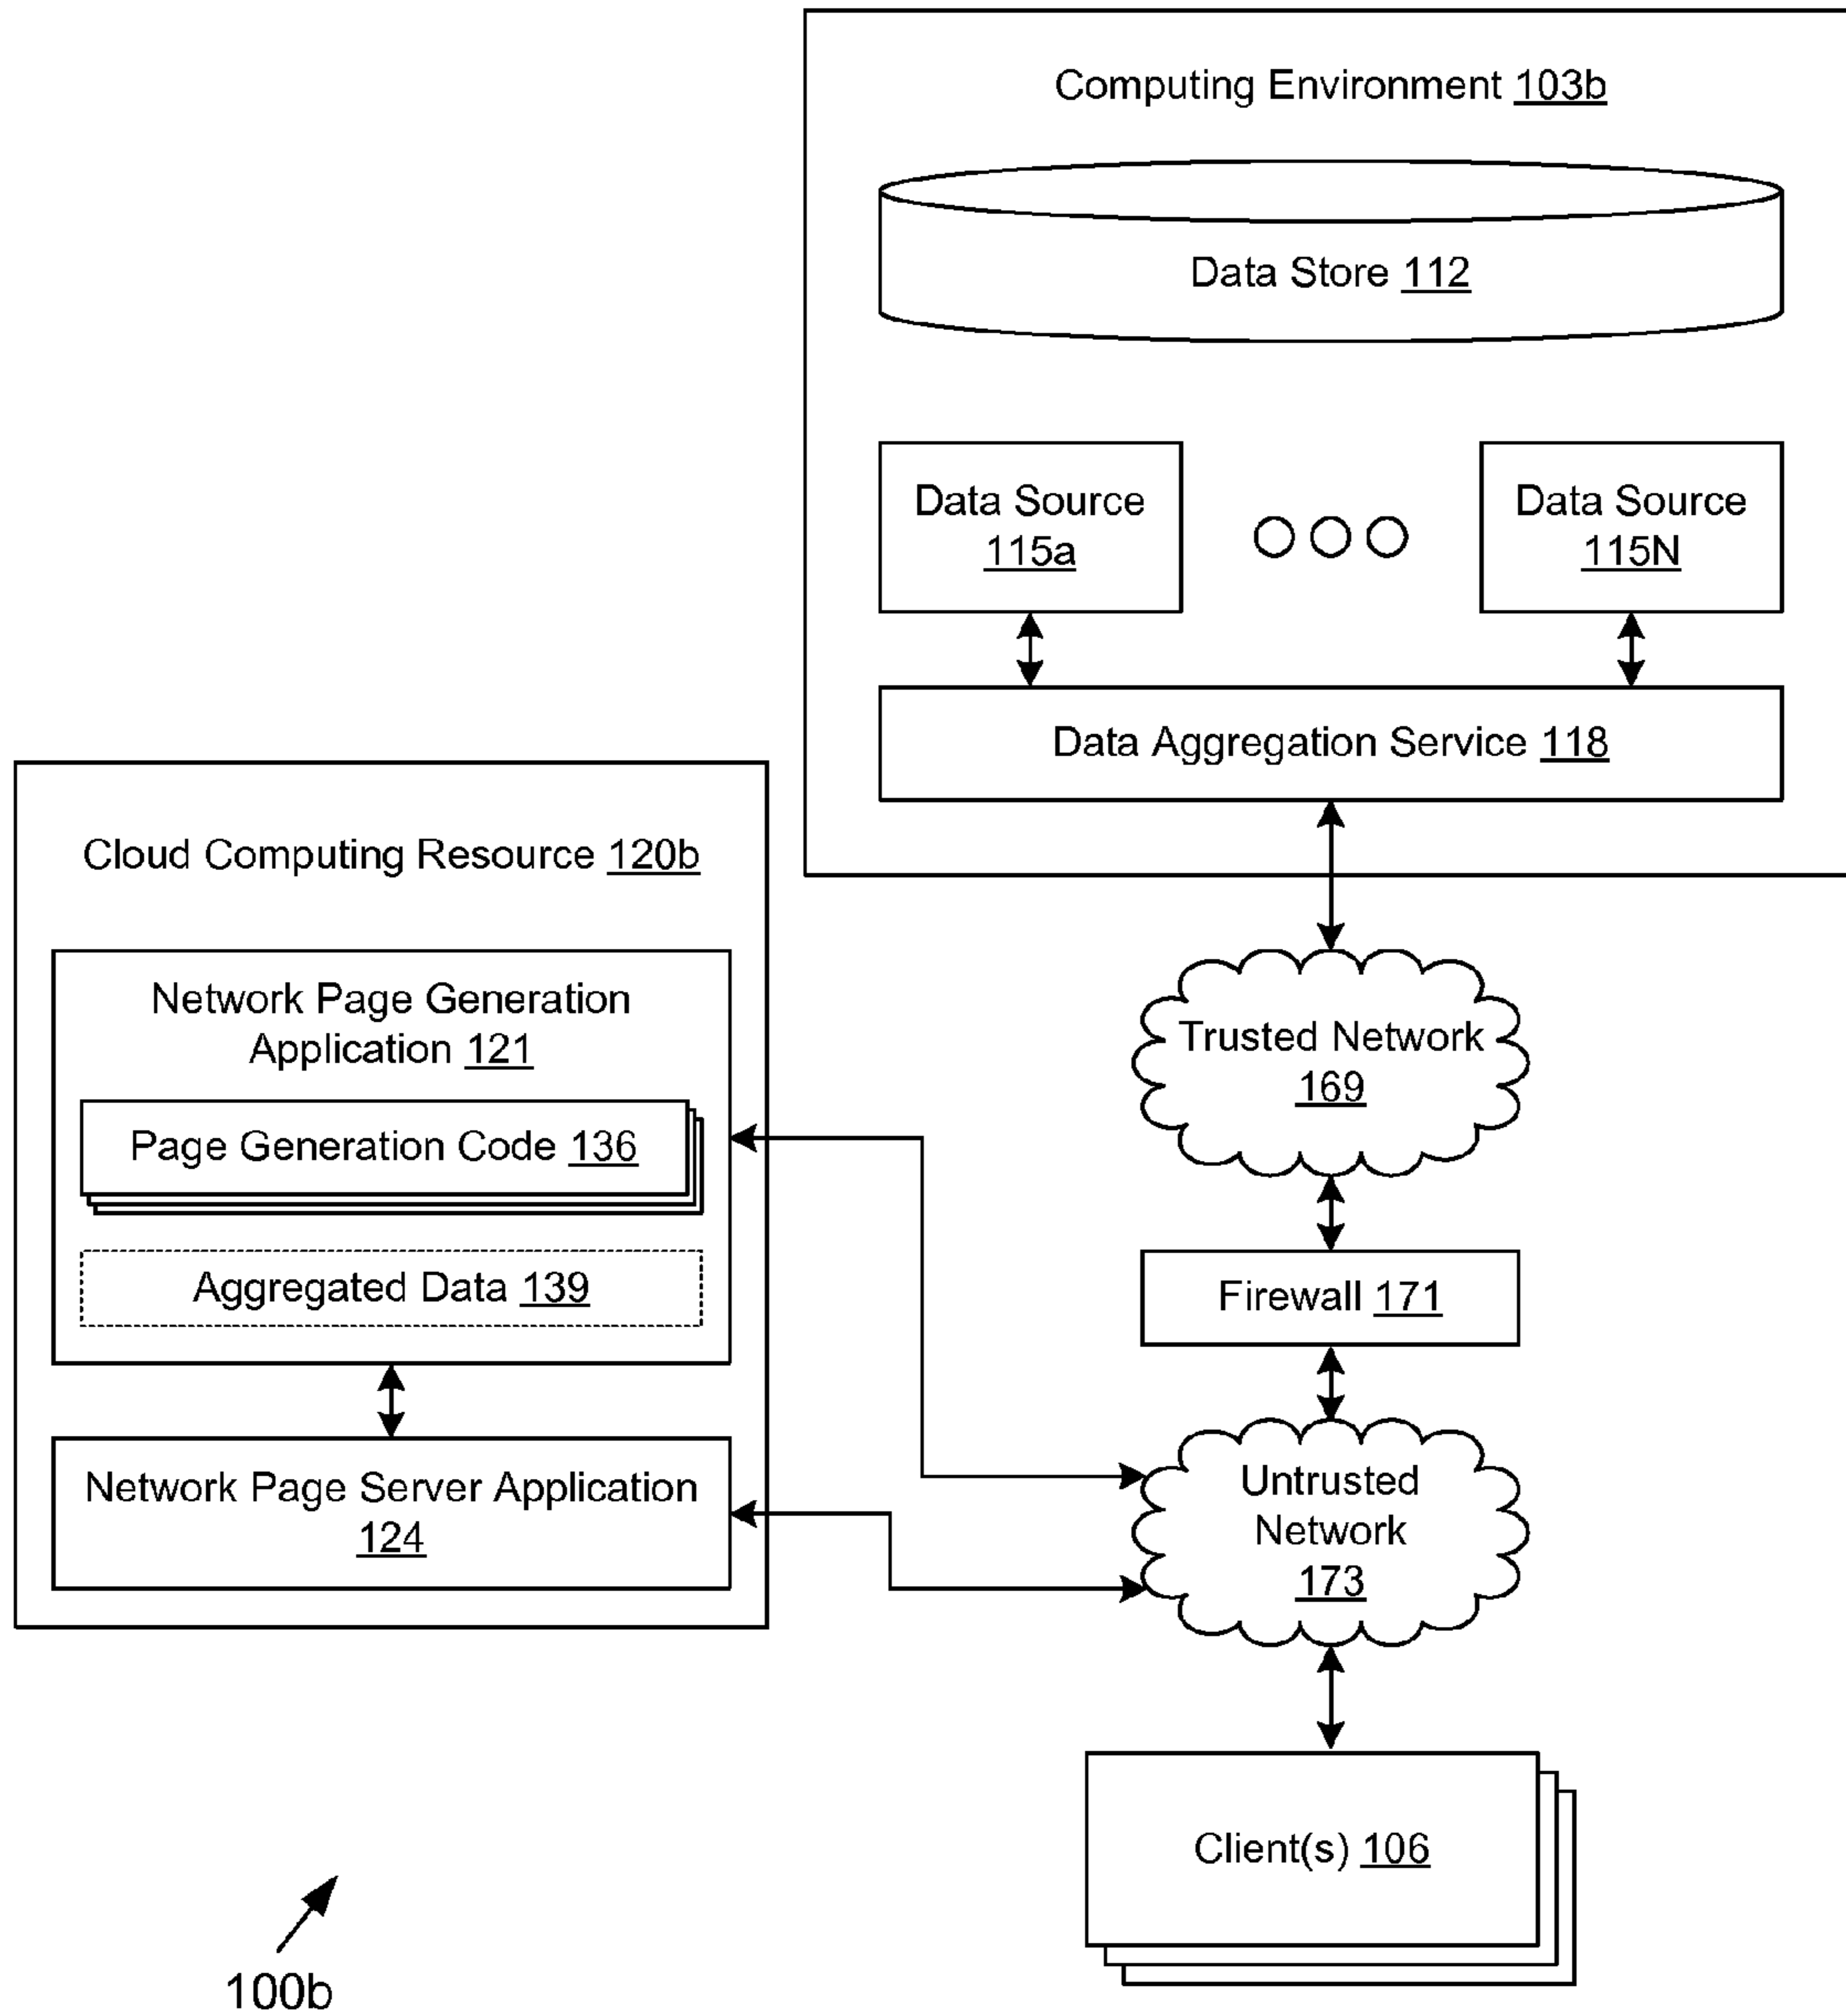 Computing Environment 103b
Data Store 112
Data Source
115a
Data Source
115N
Data Aggregation Service 118
Cloud Computing Resource 120b
Network Page Generation
Application 121
Page Generation Code 136
Aggregated Data 139
Network Page Server Application
124
Trusted Network
169
Firewall 171
Untrusted
Network
173
Client(s) 106
100b